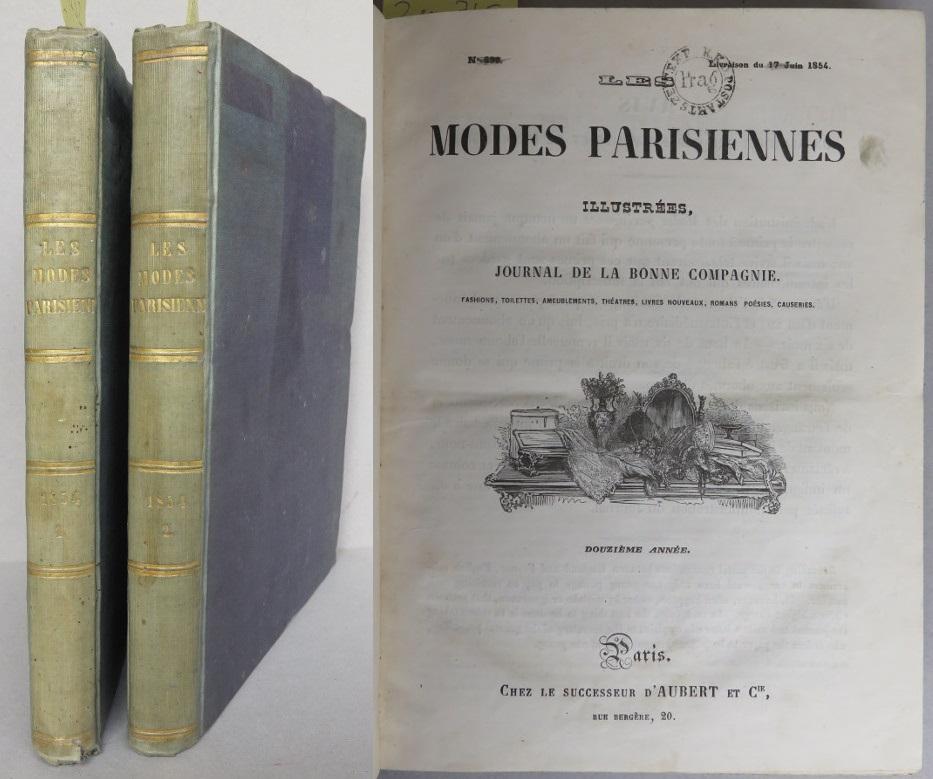 LES
MODES
PARISIENN
LES
MODES
PARISIENN
1854
2
Livraison du 17 Juin 1854.
LES
MODES PARISIENNES
ILLUSTRÉES,
JOURNAL DE LA BONNE COMPAGNIE.
FASHIONS, TOILETTES, AMEUBLEMENTS, THÉATRES, LIVRES NOUVEAUX, ROMANS POÉSIES, CAUSERIES.
DOUZIÈME ANNÉE.
Paris.
CHEZ LE SUCCESSEUR D'AUBERT ET CIE,
RUE BERGÈRE, 20.
Prag